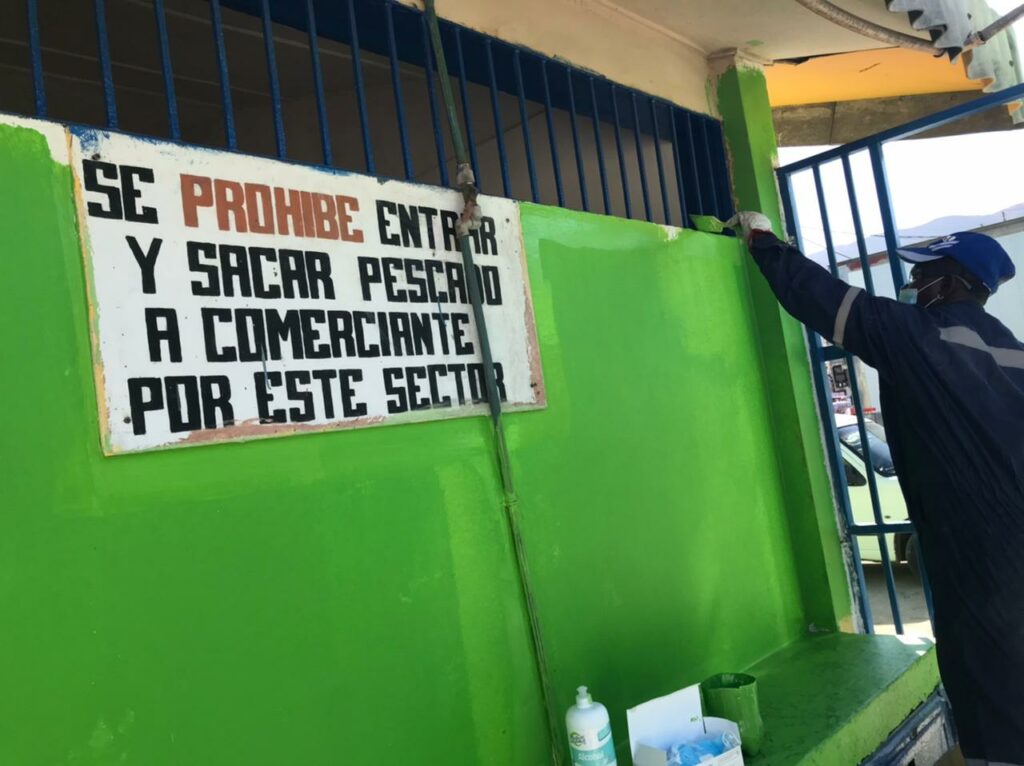 SE PROHIBE ENTRAR
Y SACAR PESCADO
A COMERCIANTE
POR ESTE SECTOR